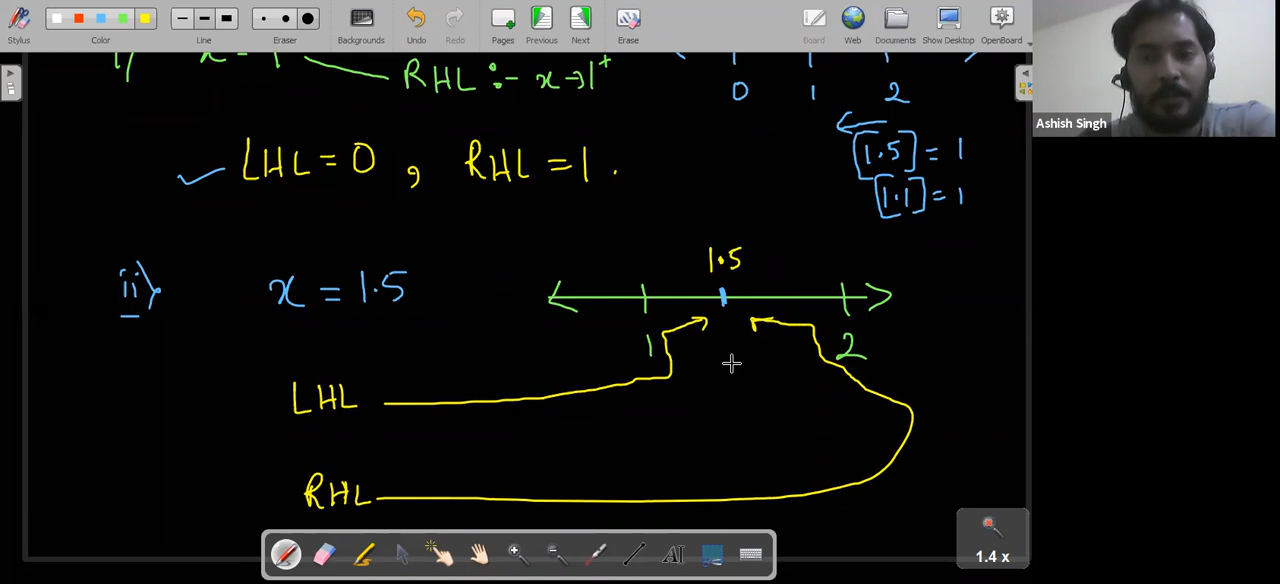 Stylus Color Line Eraser Backgrounds Undo Redo Pages Previous Next Erase Board Web Documents Show Desktop OpenBoard
Ashish Singh
RHL :- x→1⁺
0 1 2
LHL = 0 , RHL = 1 .
[1.5] = 1
[1.1] = 1
1.5
ii) x = 1.5
1 2
LHL
RHL
1.4 x